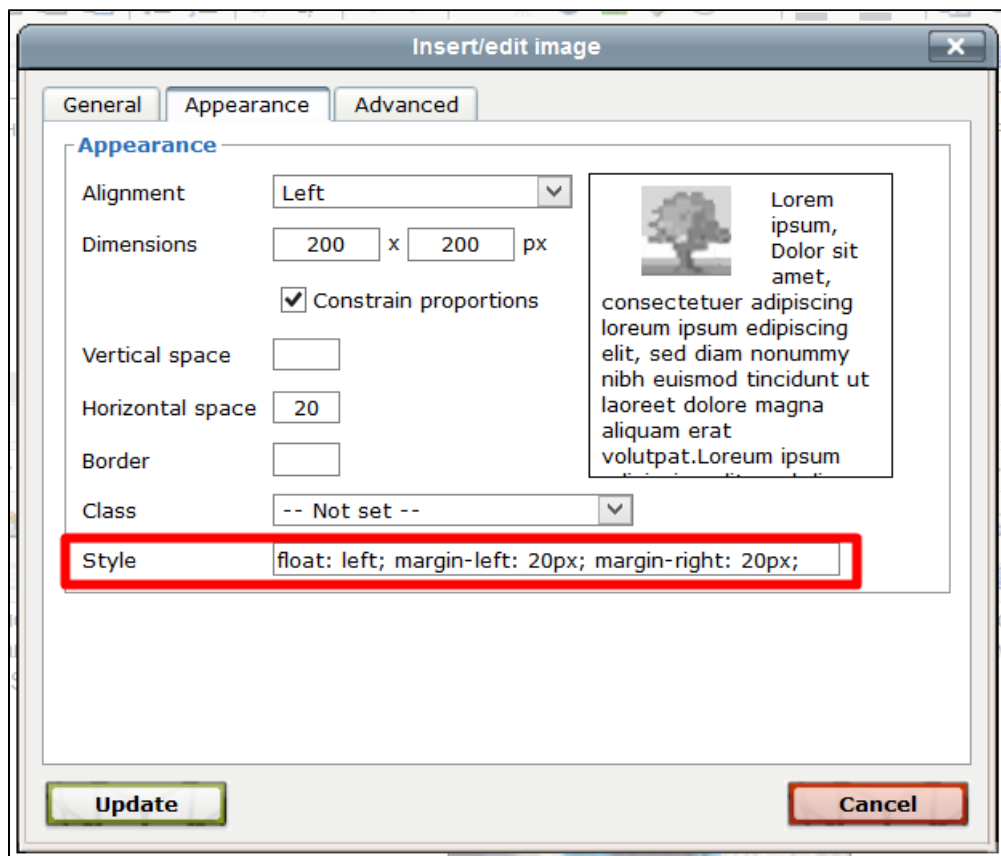 Insert/edit image
General Appearance Advanced
Appearance
Alignment Left
Dimensions 200 x 200 px
Constrain proportions
Vertical space
Horizontal space 20
Border
Class -- Not set --
Style float: left; margin-left: 20px; margin-right: 20px;
Lorem
ipsum,
Dolor sit
amet,
consectetuer adipiscing
loreum ipsum edipiscing
elit, sed diam nonummy
nibh euismod tincidunt ut
laoreet dolore magna
aliquam erat
volutpat.Loreum ipsum
Update Cancel